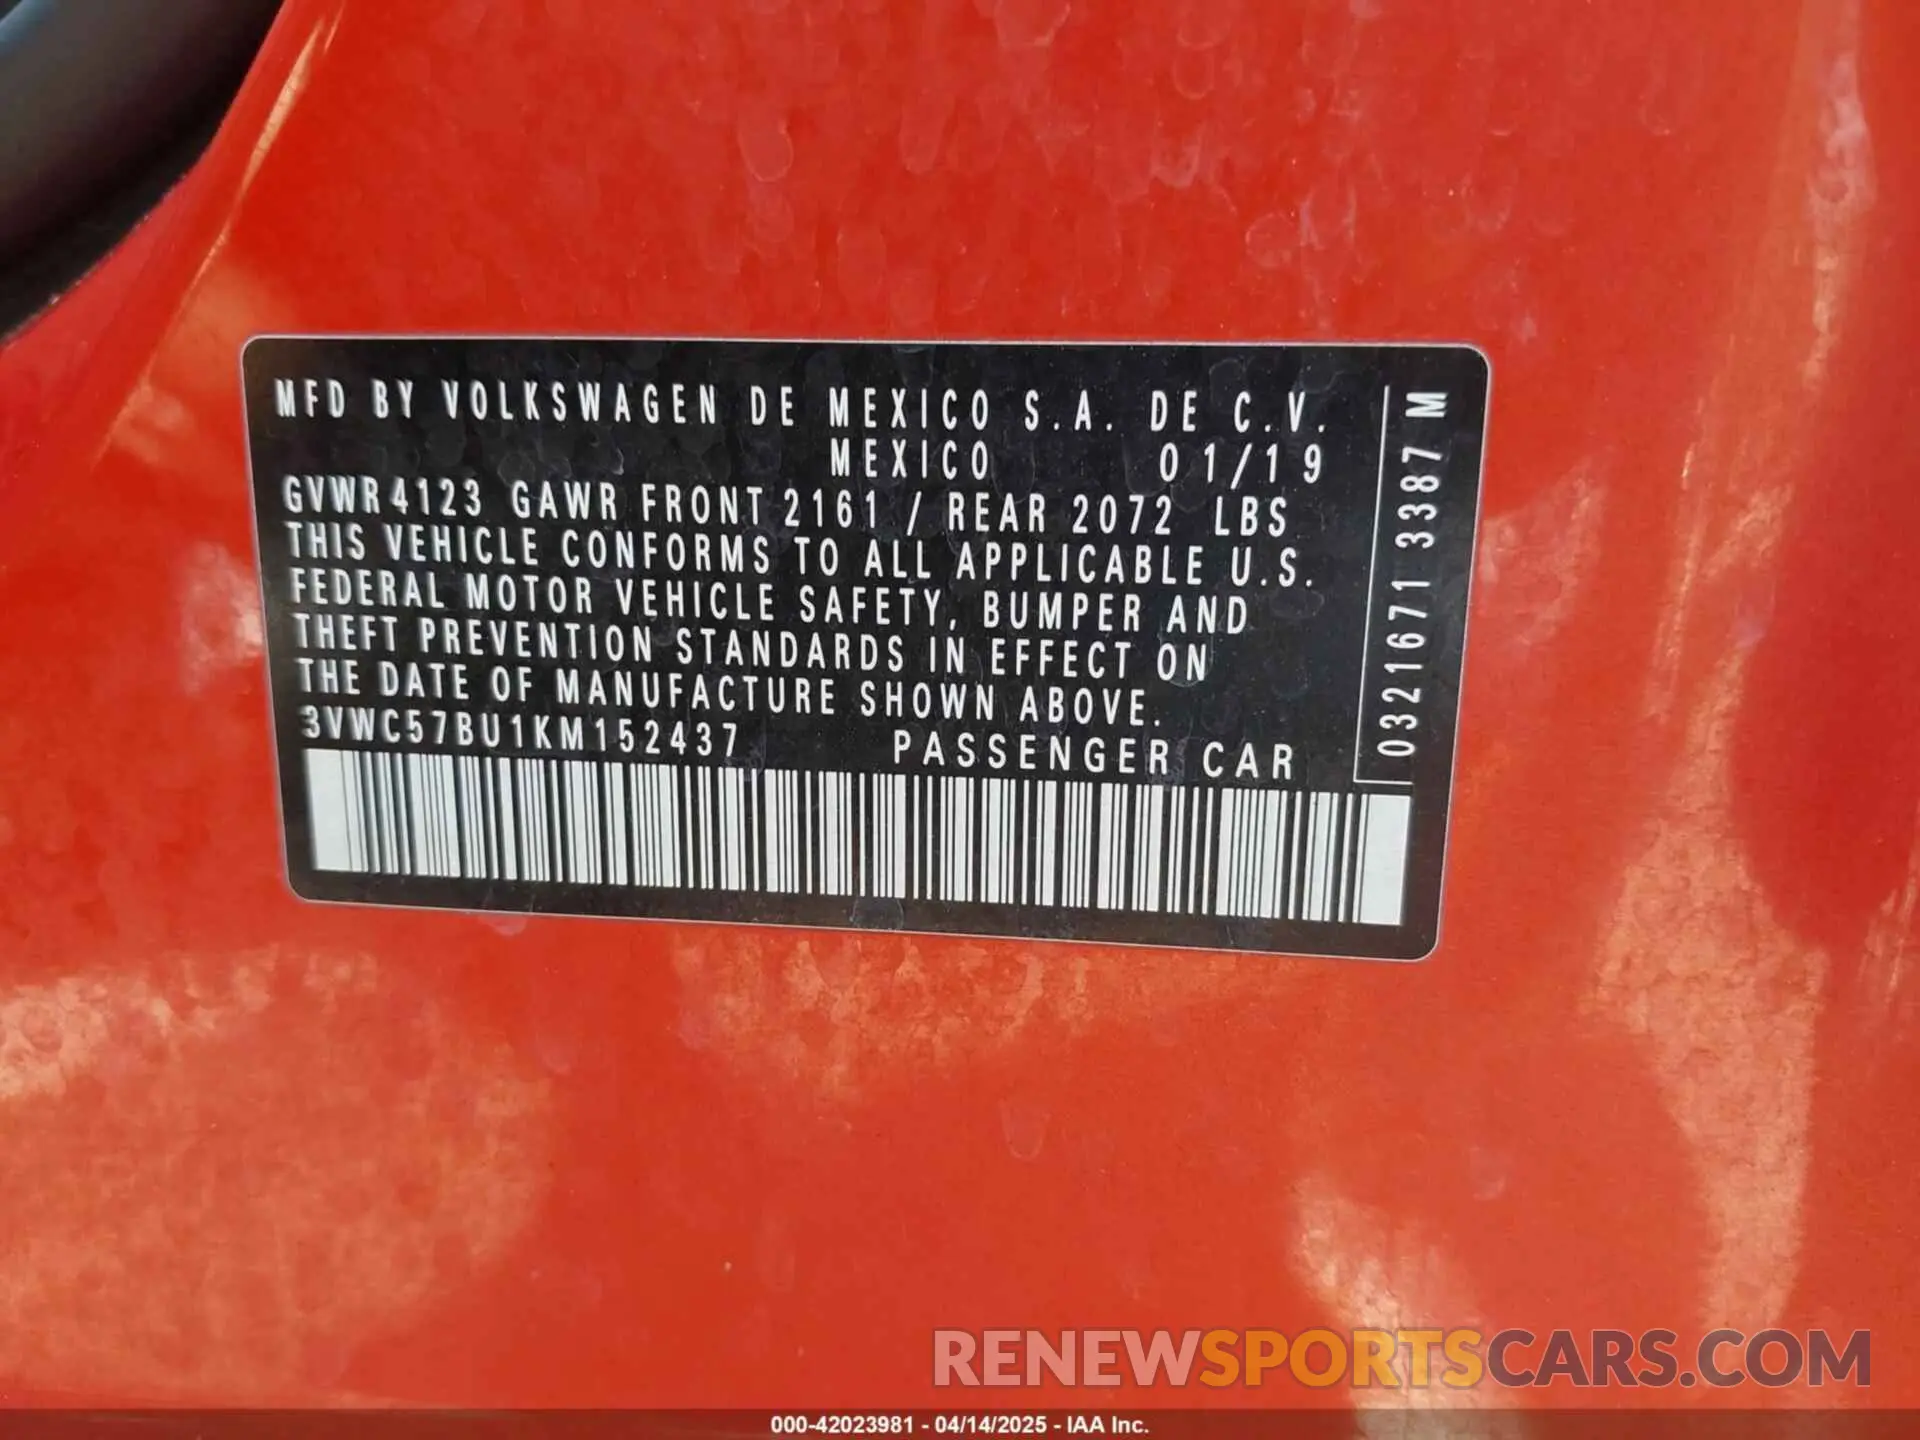 MFD BY VOLKSWAGEN DE MEXICO S.A. DE C.V.
MEXICO 01/19
GVWR 4123 GAWR FRONT 2161 / REAR 2072 LBS
THIS VEHICLE CONFORMS TO ALL APPLICABLE U.S.
FEDERAL MOTOR VEHICLE SAFETY, BUMPER AND
THEFT PREVENTION STANDARDS IN EFFECT ON
THE DATE OF MANUFACTURE SHOWN ABOVE.
3VWC57BU1KM152437 PASSENGER CAR
0321671 3387 M
RENEWSPORTSCARS.COM
000-42023981 - 04/14/2025 - IAA Inc.